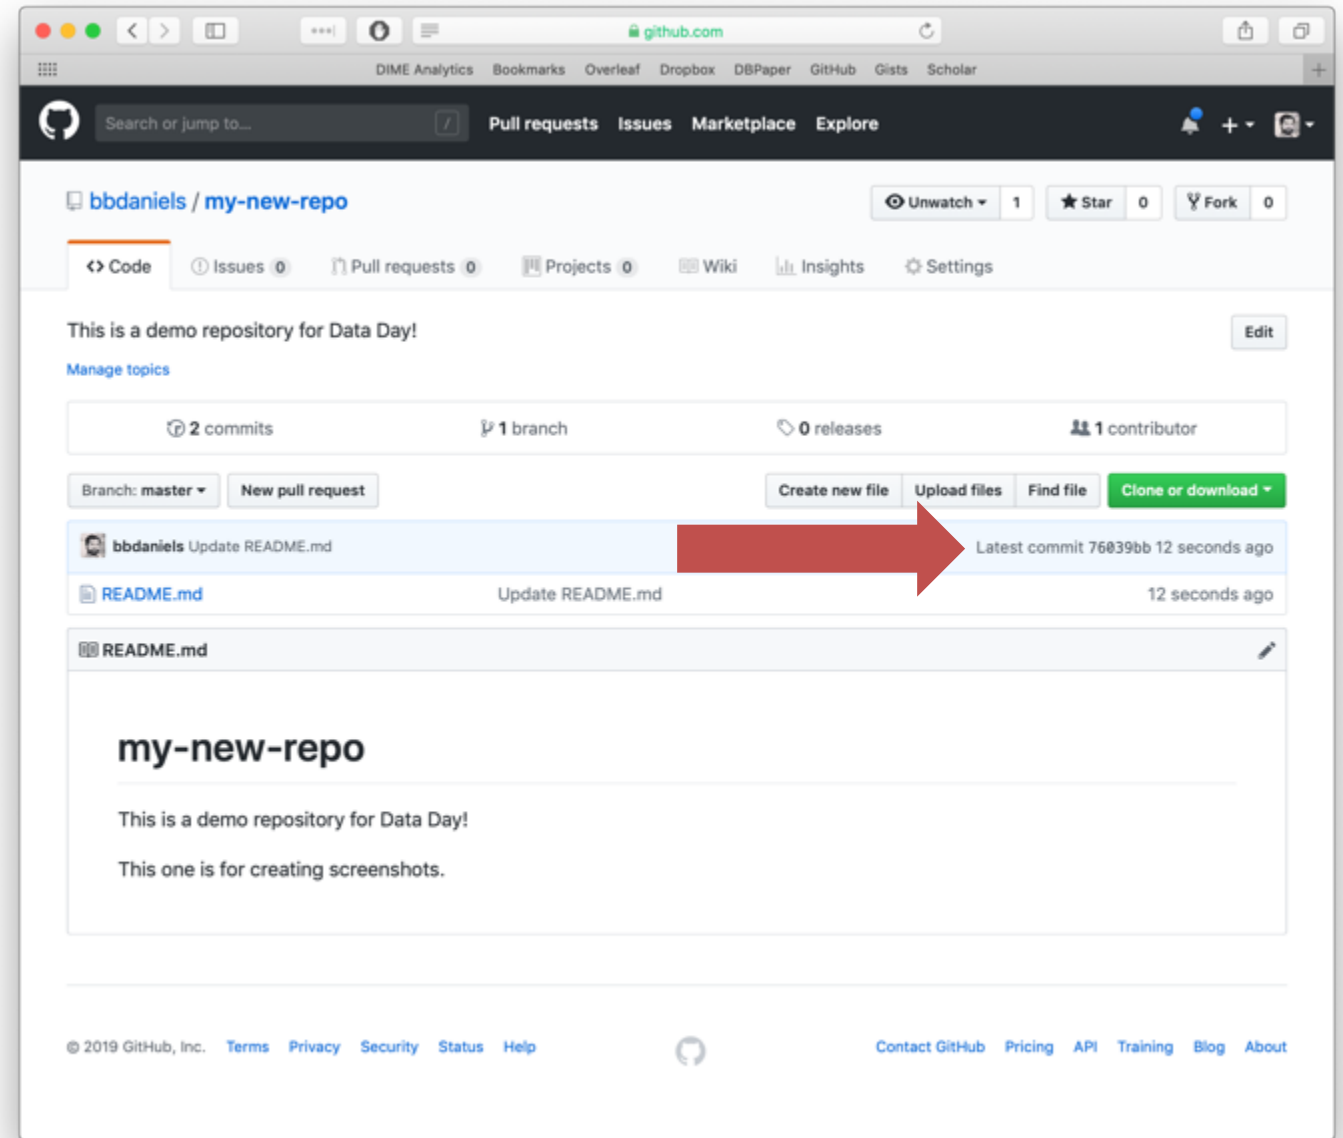 github.com
DIME Analytics Bookmarks Overleaf Dropbox DBPaper GitHub Gists Scholar
Search or jump to... / Pull requests Issues Marketplace Explore
bbdaniels / my-new-repo Unwatch 1 Star 0 Fork 0
Code Issues 0 Pull requests 0 Projects 0 Wiki Insights Settings
This is a demo repository for Data Day! Edit
Manage topics
2 commits 1 branch 0 releases 1 contributor
Branch: master New pull request Create new file Upload files Find file Clone or download
bbdaniels Update README.md Latest commit 76039bb 12 seconds ago
README.md Update README.md 12 seconds ago
README.md
my-new-repo
This is a demo repository for Data Day!
This one is for creating screenshots.
© 2019 GitHub, Inc. Terms Privacy Security Status Help Contact GitHub Pricing API Training Blog About